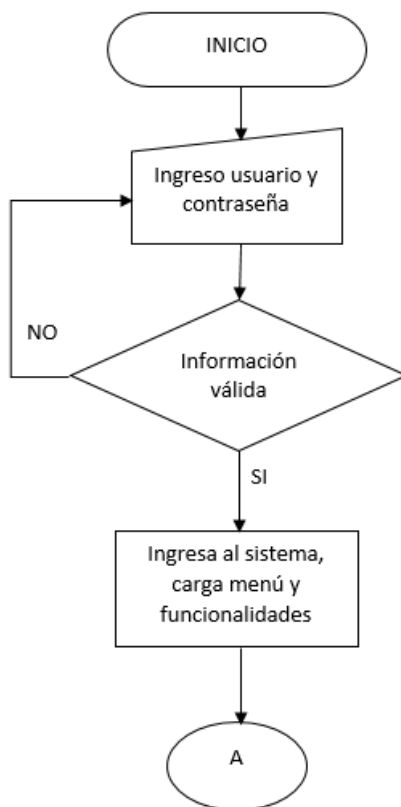 INICIO
Ingreso usuario y
contraseña
NO
Información
válida
SI
Ingresa al sistema,
carga menú y
funcionalidades
A